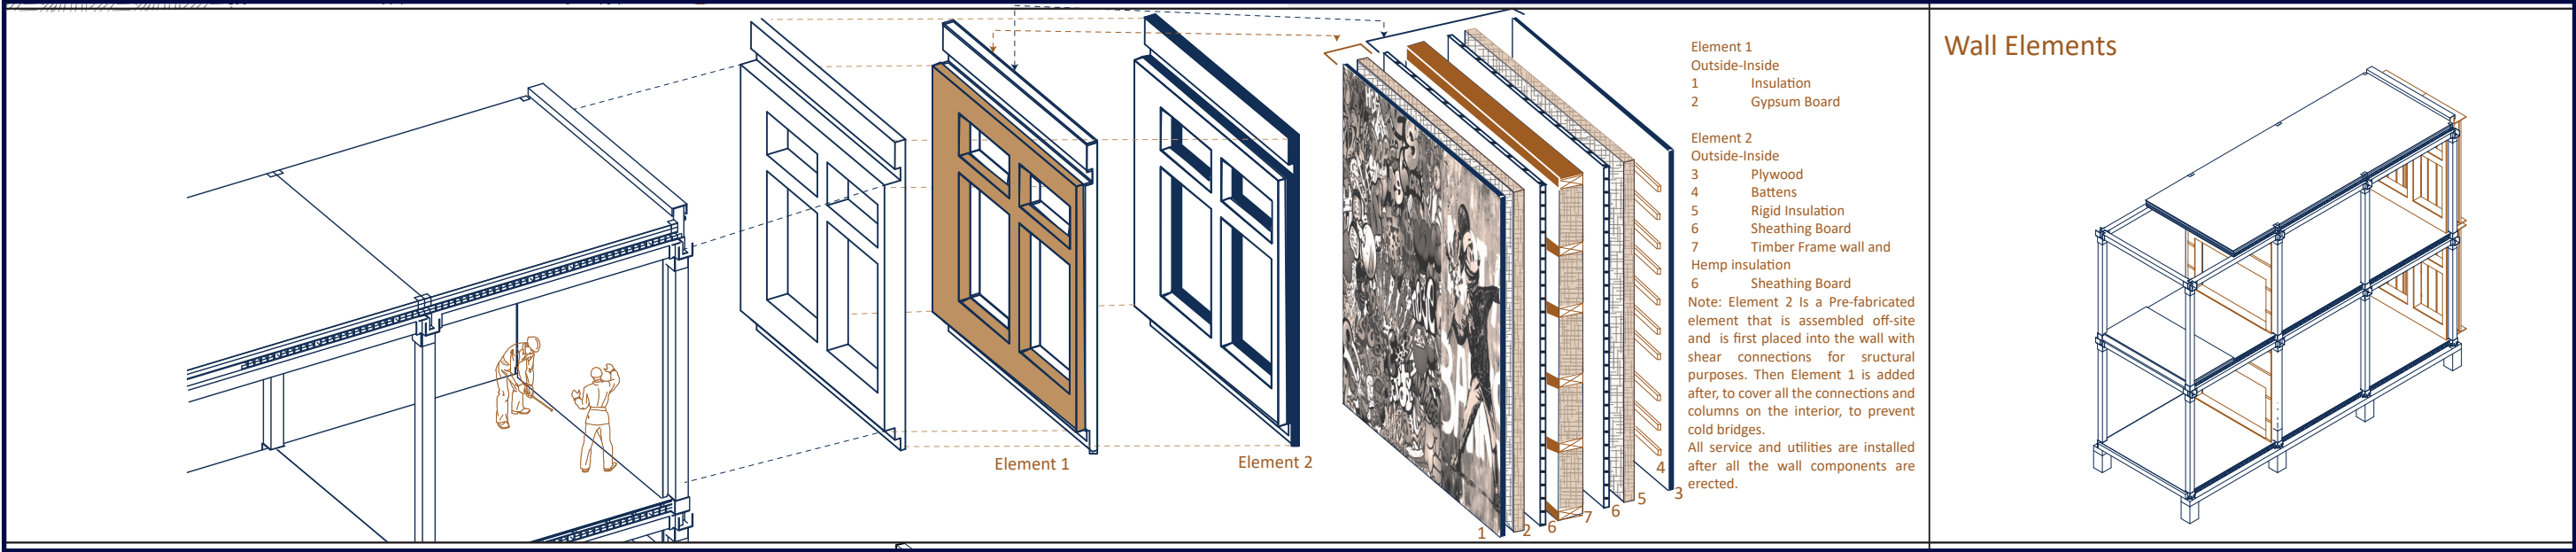 Wall Elements
Element 1
Outside-Inside
1 Insulation
2 Gypsum Board
Element 2
Outside-Inside
3 Plywood
4 Battens
5 Rigid Insulation
6 Sheathing Board
7 Timber Frame wall and
Hemp insulation
6 Sheathing Board
Note: Element 2 Is a Pre-fabricated
element that is assembled off-site
and is first placed into the wall with
shear connections for sructural
purposes. Then Element 1 is added
after, to cover all the connections and
columns on the interior, to prevent
cold bridges.
All service and utilities are installed
after all the wall components are
erected.
Element 1
Element 2
1
2
6
7
6
5
4
3